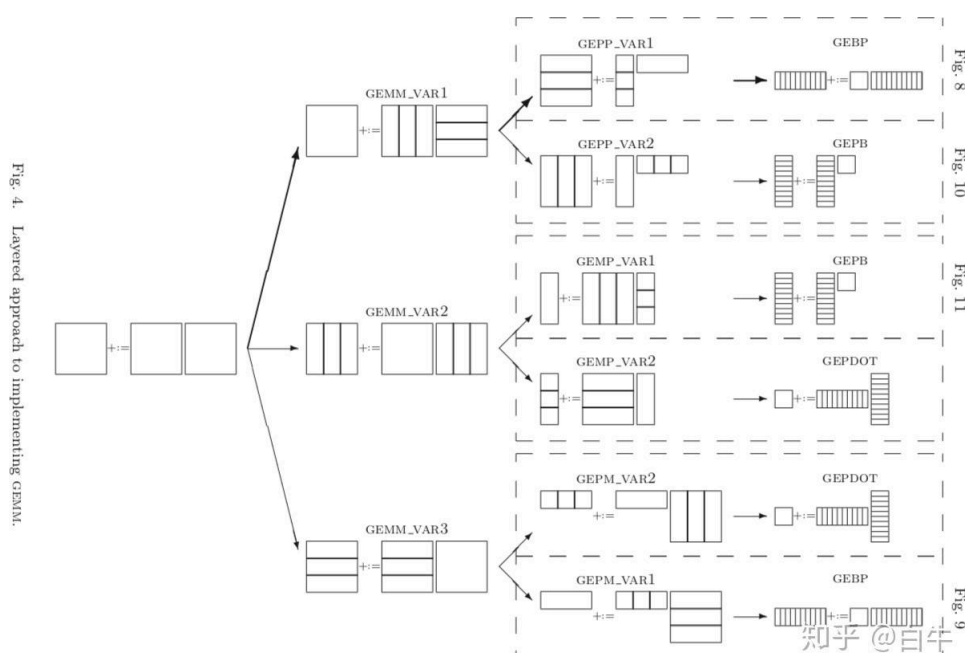 GEPP_VAR1
GEBP
+:=
+:=
Fig. 8
GEMM_VAR1
+:=
GEPP_VAR2
GEPB
+:=
+:=
Fig. 10
GEMP_VAR1
GEPB
+:=
+:=
Fig. 11
GEMM_VAR2
+:=
+:=
GEMP_VAR2
GEPDOT
+:=
+:=
GEPM_VAR2
GEPDOT
+:=
+:=
GEMM_VAR3
+:=
GEPM_VAR1
GEBP
+:=
+:=
Fig. 9
Fig. 4. Layered approach to implementing GEMM.
知乎 @白牛